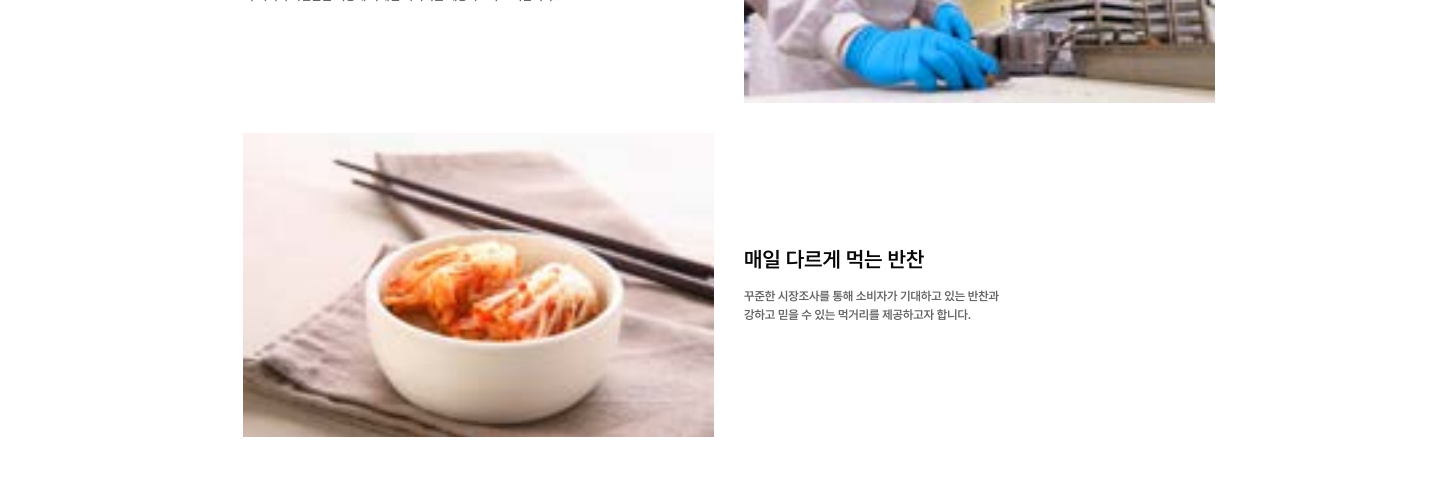 매일 다르게 먹는 반찬
꾸준한 시장조사를 통해 소비자가 기대하고 있는 반찬과
강하고 믿을 수 있는 먹거리를 제공하고자 합니다.